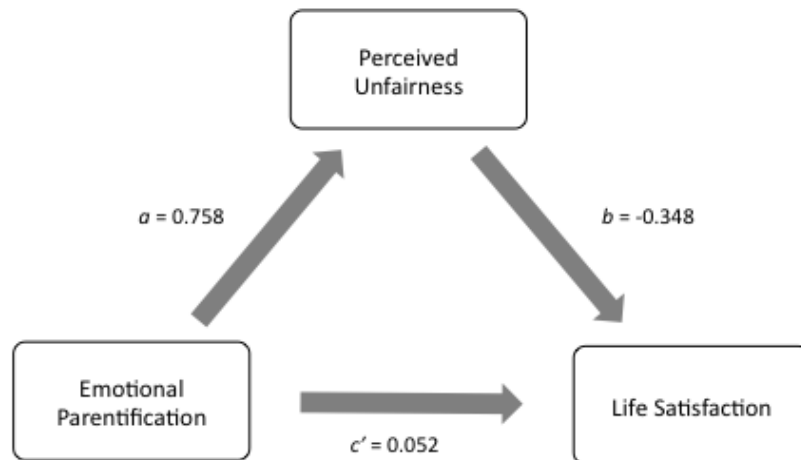 Perceived
Unfairness
a = 0.758
b = -0.348
Emotional
Parentification
Life Satisfaction
c′ = 0.052